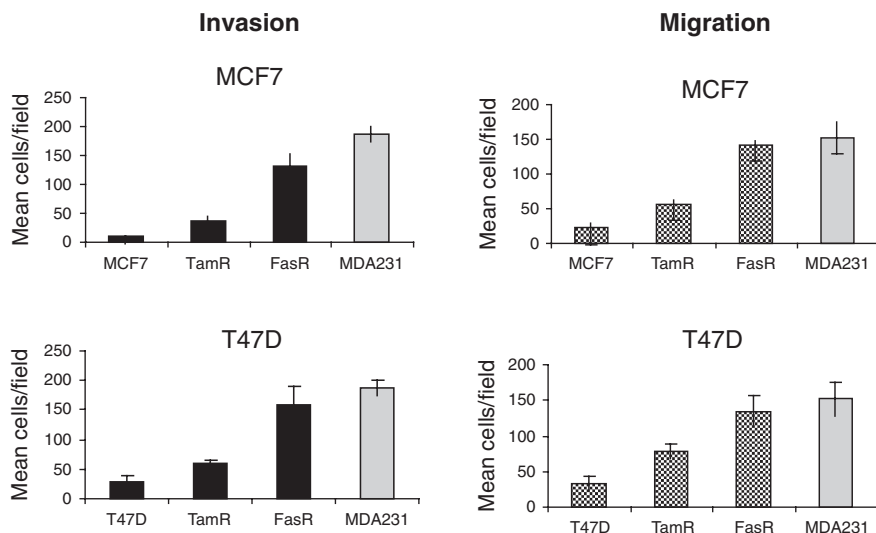 Invasion
Migration
MCF7
Mean cells/field
250
200
150
100
50
0
MCF7 TamR FasR MDA231
MCF7
Mean cells/field
200
150
100
50
0
MCF7 TamR FasR MDA231
T47D
Mean cells/field
250
200
150
100
50
0
T47D TamR FasR MDA231
T47D
Mean cells/field
200
150
100
50
0
T47D TamR FasR MDA231